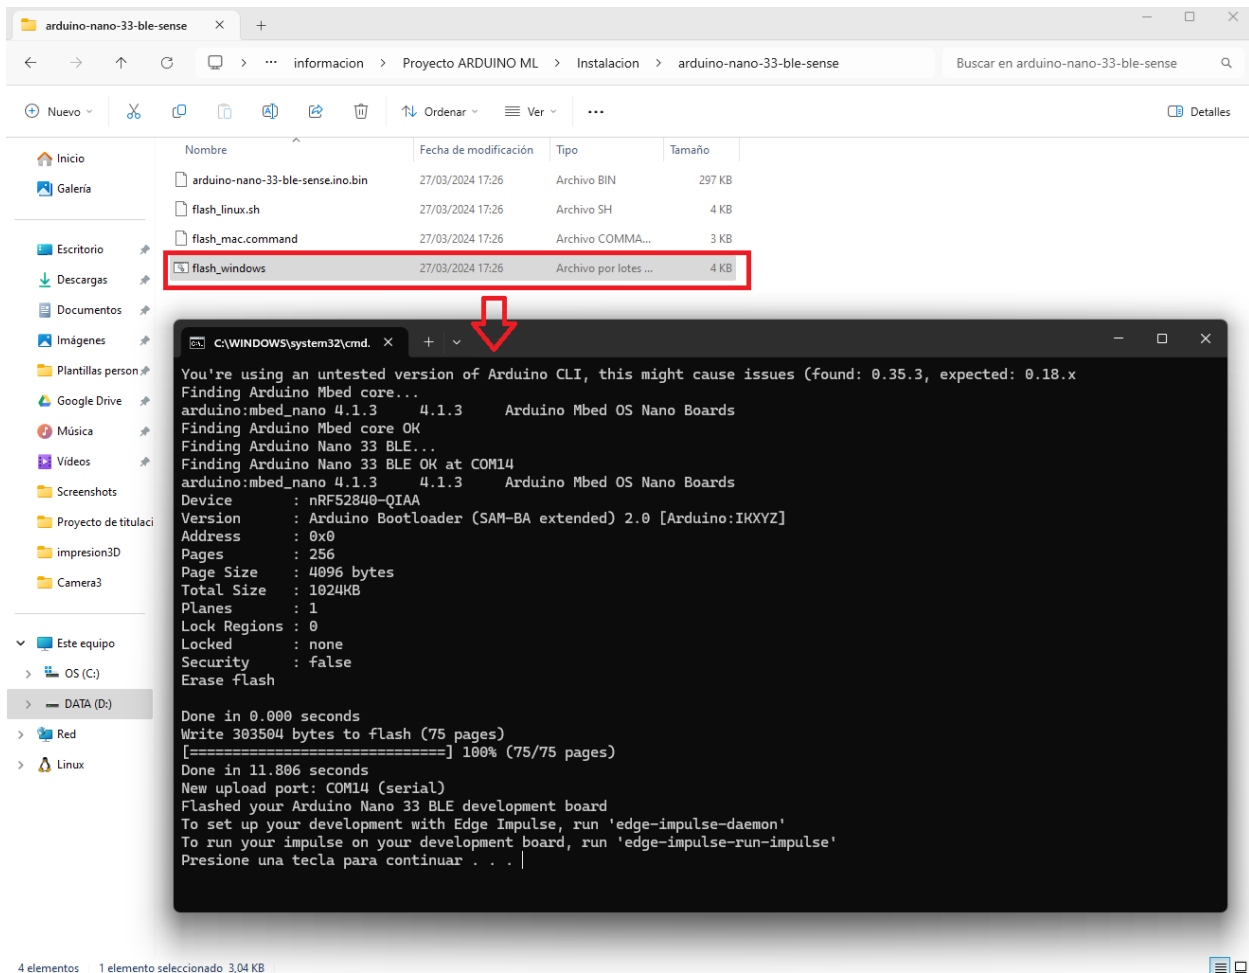 arduino-nano-33-ble-sense
informacion > Proyecto ARDUINO ML > Instalacion > arduino-nano-33-ble-sense
Buscar en arduino-nano-33-ble-sense
Nuevo
Ordenar
Ver
Detalles
Nombre
Fecha de modificación
Tipo
Tamaño
arduino-nano-33-ble-sense.ino.bin 27/03/2024 17:26 Archivo BIN 297 KB
flash_linux.sh 27/03/2024 17:26 Archivo SH 4 KB
flash_mac.command 27/03/2024 17:26 Archivo COMMA... 3 KB
flash_windows 27/03/2024 17:26 Archivo por lotes ... 4 KB
Inicio
Galería
Escritorio
Descargas
Documentos
Imágenes
Plantillas person
Google Drive
Música
Vídeos
Screenshots
Proyecto de titulaci
impresion3D
Camera3
Este equipo
OS (C:)
DATA (D:)
Red
Linux
C:\WINDOWS\system32\cmd.
You're using an untested version of Arduino CLI, this might cause issues (found: 0.35.3, expected: 0.18.x
Finding Arduino Mbed core...
arduino:mbed_nano 4.1.3 4.1.3 Arduino Mbed OS Nano Boards
Finding Arduino Mbed core OK
Finding Arduino Nano 33 BLE...
Finding Arduino Nano 33 BLE OK at COM14
arduino:mbed_nano 4.1.3 4.1.3 Arduino Mbed OS Nano Boards
Device : nRF52840-QIAA
Version : Arduino Bootloader (SAM-BA extended) 2.0 [Arduino:IKXYZ]
Address : 0x0
Pages : 256
Page Size : 4096 bytes
Total Size : 1024KB
Planes : 1
Lock Regions : 0
Locked : none
Security : false
Erase flash
Done in 0.000 seconds
Write 303504 bytes to flash (75 pages)
[==============================] 100% (75/75 pages)
Done in 11.806 seconds
New upload port: COM14 (serial)
Flashed your Arduino Nano 33 BLE development board
To set up your development with Edge Impulse, run 'edge-impulse-daemon'
To run your impulse on your development board, run 'edge-impulse-run-impulse'
Presione una tecla para continuar . . .
4 elementos 1 elemento seleccionado 3,04 KB